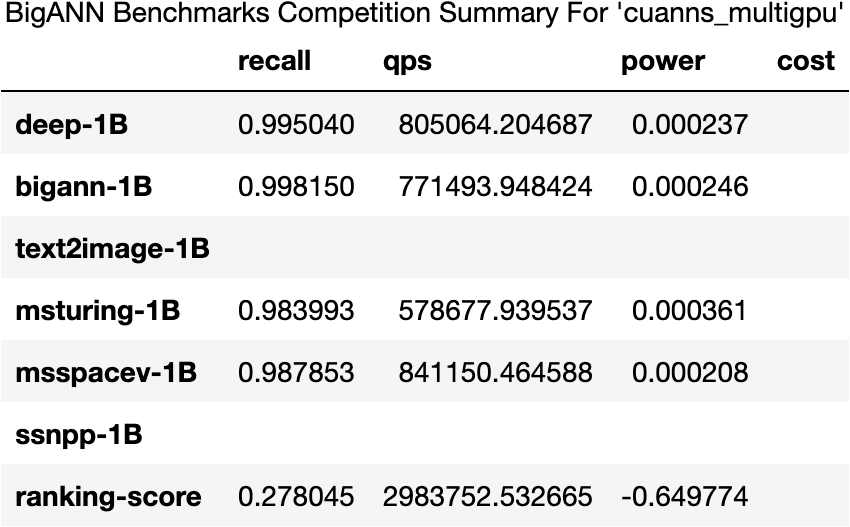 BigANN Benchmarks Competition Summary For 'cuanns_multigpu'
recall qps power cost
deep-1B 0.995040 805064.204687 0.000237
bigann-1B 0.998150 771493.948424 0.000246
text2image-1B
msturing-1B 0.983993 578677.939537 0.000361
msspacev-1B 0.987853 841150.464588 0.000208
ssnpp-1B
ranking-score 0.278045 2983752.532665 -0.649774